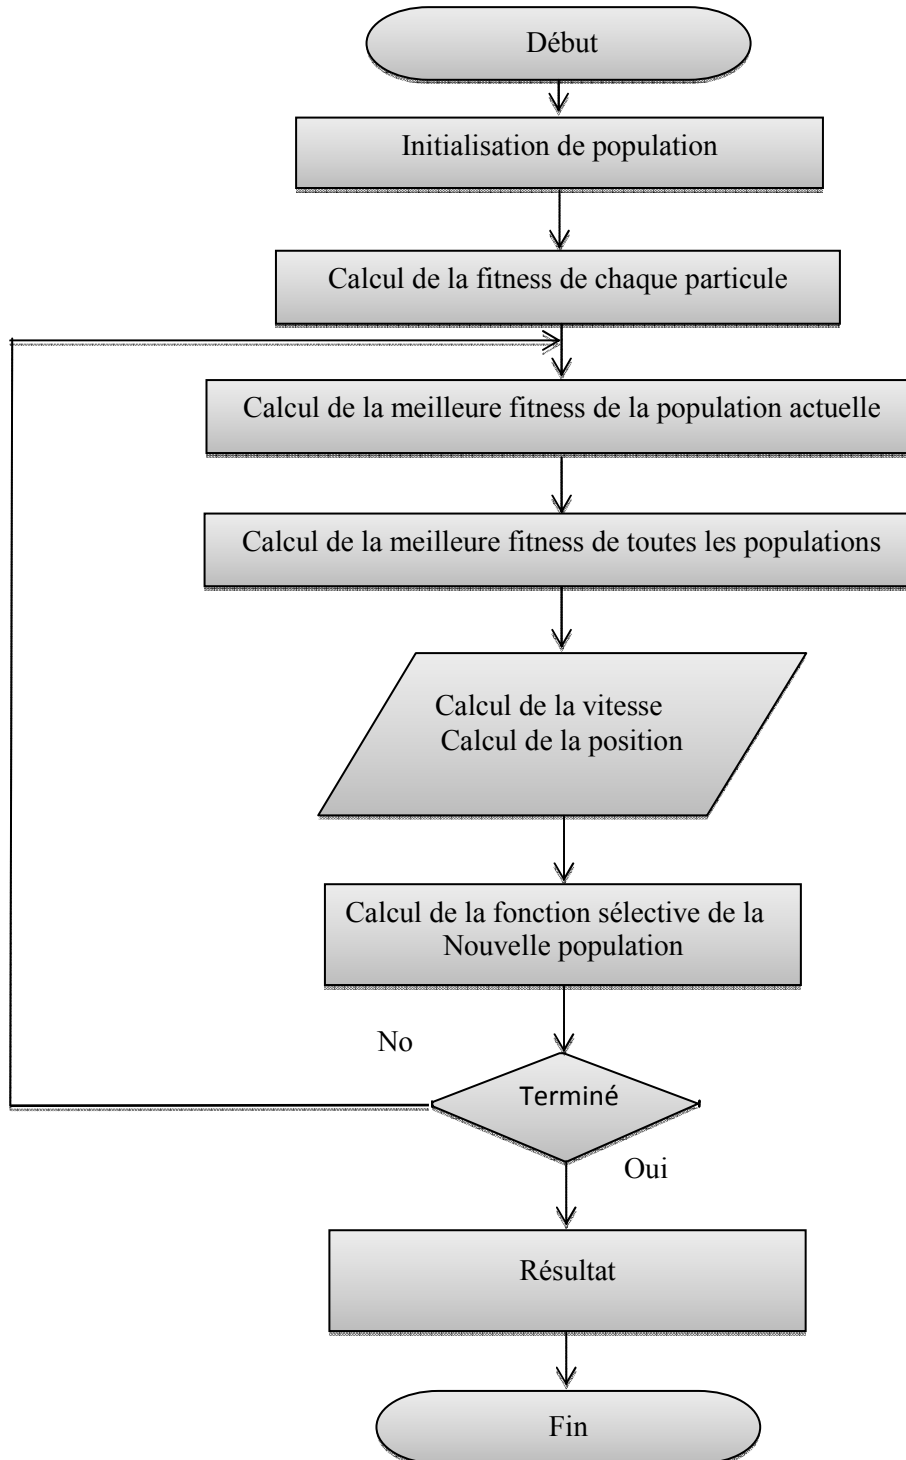 Début
Initialisation de population
Calcul de la fitness de chaque particule
Calcul de la meilleure fitness de la population actuelle
Calcul de la meilleure fitness de toutes les populations
Calcul de la vitesse
Calcul de la position
Calcul de la fonction sélective de la
Nouvelle population
No
Terminé
Oui
Résultat
Fin